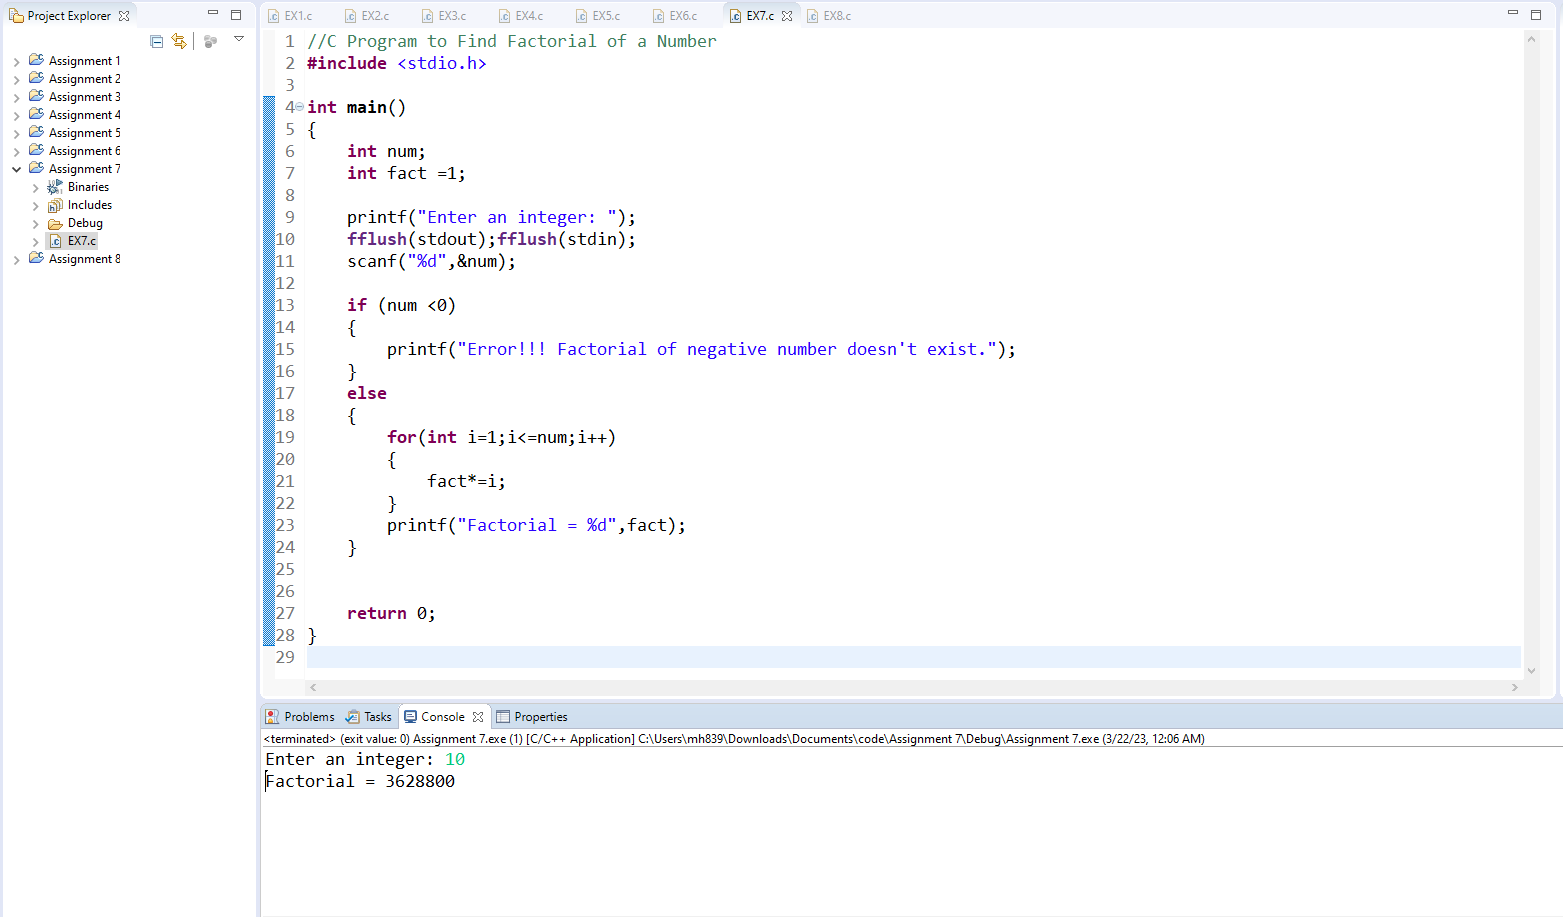 Project Explorer
Assignment 1
Assignment 2
Assignment 3
Assignment 4
Assignment 5
Assignment 6
Assignment 7
Binaries
Includes
Debug
EX7.c
Assignment 8
EX1.c EX2.c EX3.c EX4.c EX5.c EX6.c EX7.c EX8.c
1 //C Program to Find Factorial of a Number
2 #include <stdio.h>
3
4 int main()
5 {
6 int num;
7 int fact =1;
8
9 printf("Enter an integer: ");
10 fflush(stdout);fflush(stdin);
11 scanf("%d",&num);
12
13 if (num <0)
14 {
15 printf("Error!!! Factorial of negative number doesn't exist.");
16 }
17 else
18 {
19 for(int i=1;i<=num;i++)
20 {
21 fact*=i;
22 }
23 printf("Factorial = %d",fact);
24 }
25
26
27 return 0;
28 }
29
Problems Tasks Console Properties
<terminated> (exit value: 0) Assignment 7.exe (1) [C/C++ Application] C:\Users\mh839\Downloads\Documents\code\Assignment 7\Debug\Assignment 7.exe (3/22/23, 12:06 AM)
Enter an integer: 10
Factorial = 3628800